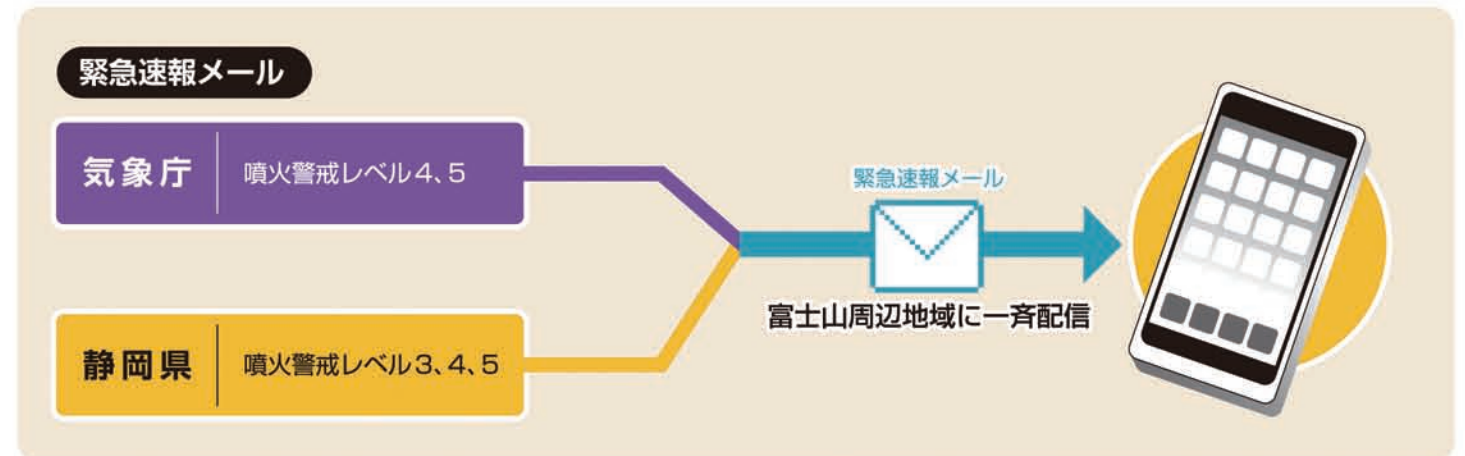 緊急速報メール
気象庁
噴火警戒レベル4、5
静岡県
噴火警戒レベル3、4、5
緊急速報メール
富士山周辺地域に一斉配信